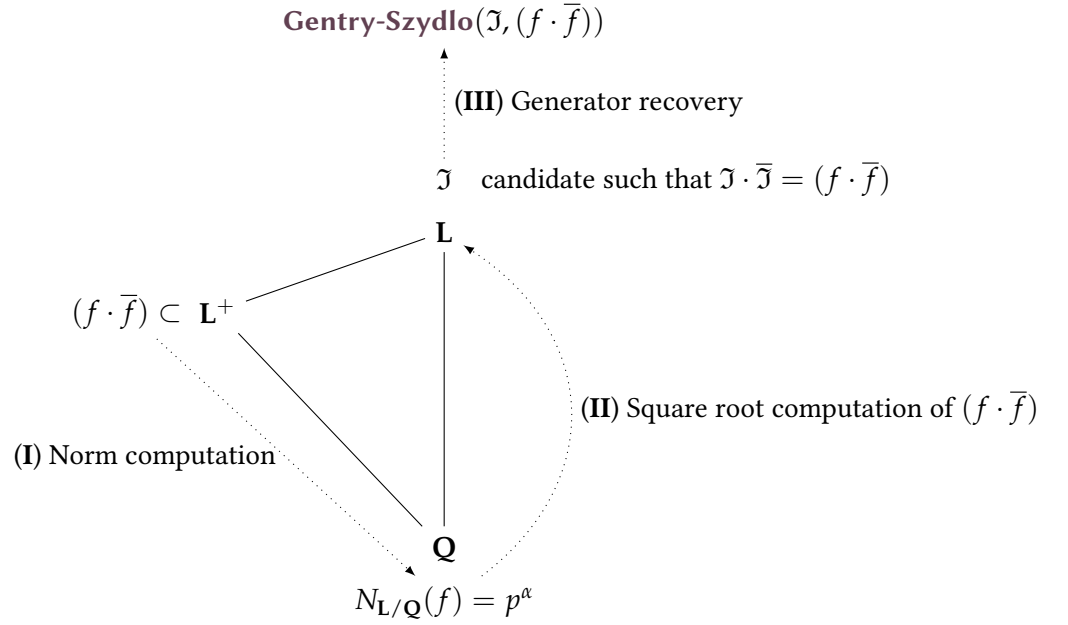 Gentry-Szydlo(ℑ, (f · f̅))
(III) Generator recovery
ℑ candidate such that ℑ · ℑ̅ = (f · f̅)
L
(f · f̅) ⊂ L⁺
(II) Square root computation of (f · f̅)
(I) Norm computation
Q
N_{L/Q}(f) = p^α